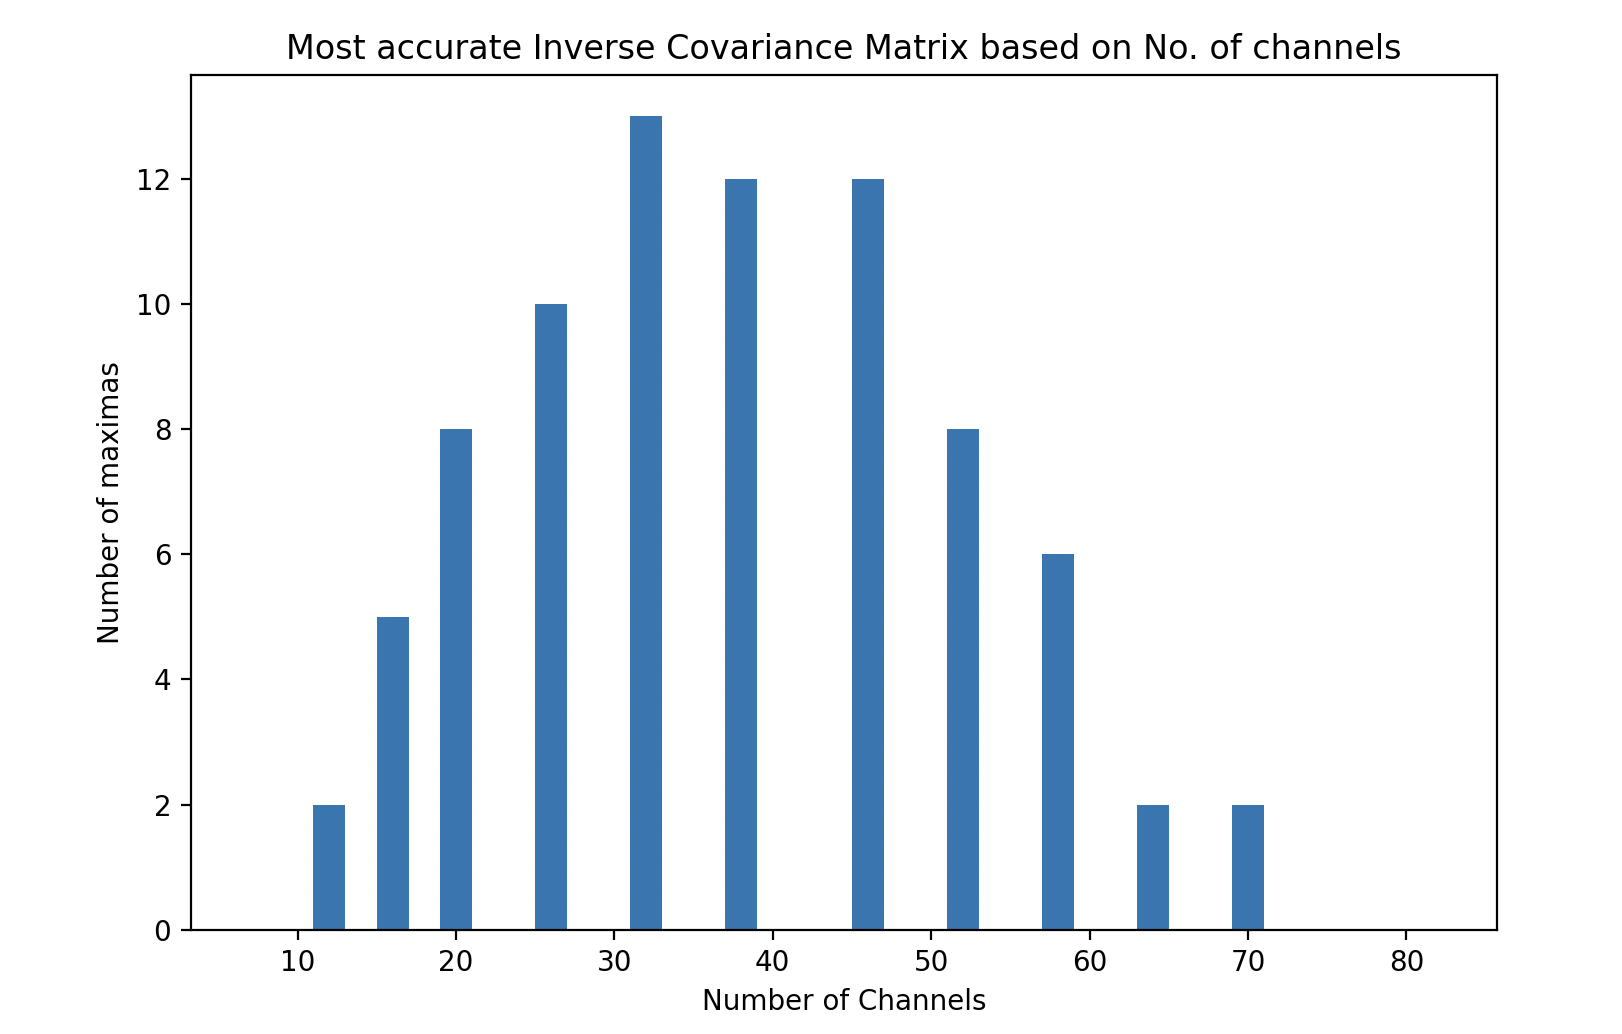 Most accurate Inverse Covariance Matrix based on No. of channels
12
10
8
6
4
2
0
Number of maximas
10 20 30 40 50 60 70 80
Number of Channels